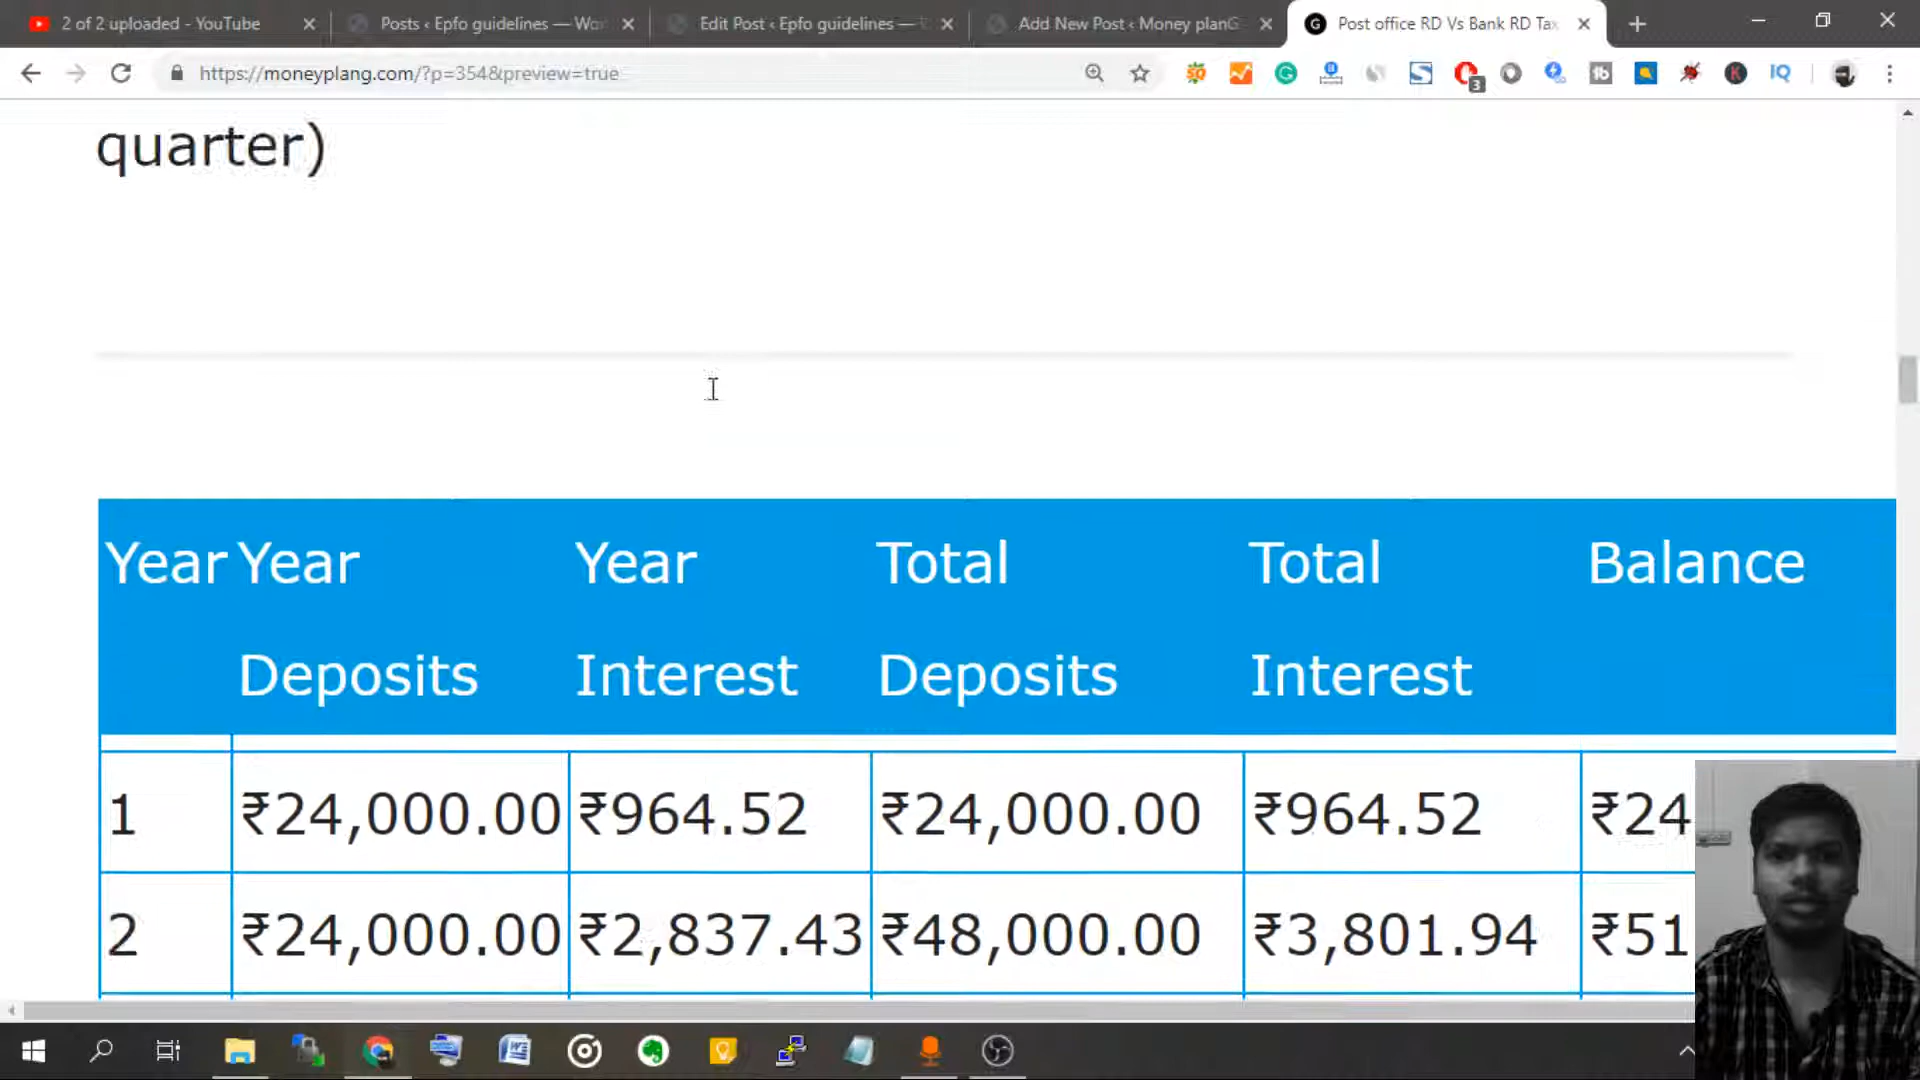 2 of 2 uploaded - YouTube
Posts ‹ Epfo guidelines — Wor
Edit Post ‹ Epfo guidelines —
Add New Post ‹ Money planG
Post office RD Vs Bank RD Tax
https://moneyplang.com/?p=354&preview=true
3
IQ
quarter)
Year Year Year Total Total Balance
Deposits Interest Deposits Interest
1 ₹24,000.00 ₹964.52 ₹24,000.00 ₹964.52 ₹24
2 ₹24,000.00 ₹2,837.43 ₹48,000.00 ₹3,801.94 ₹51